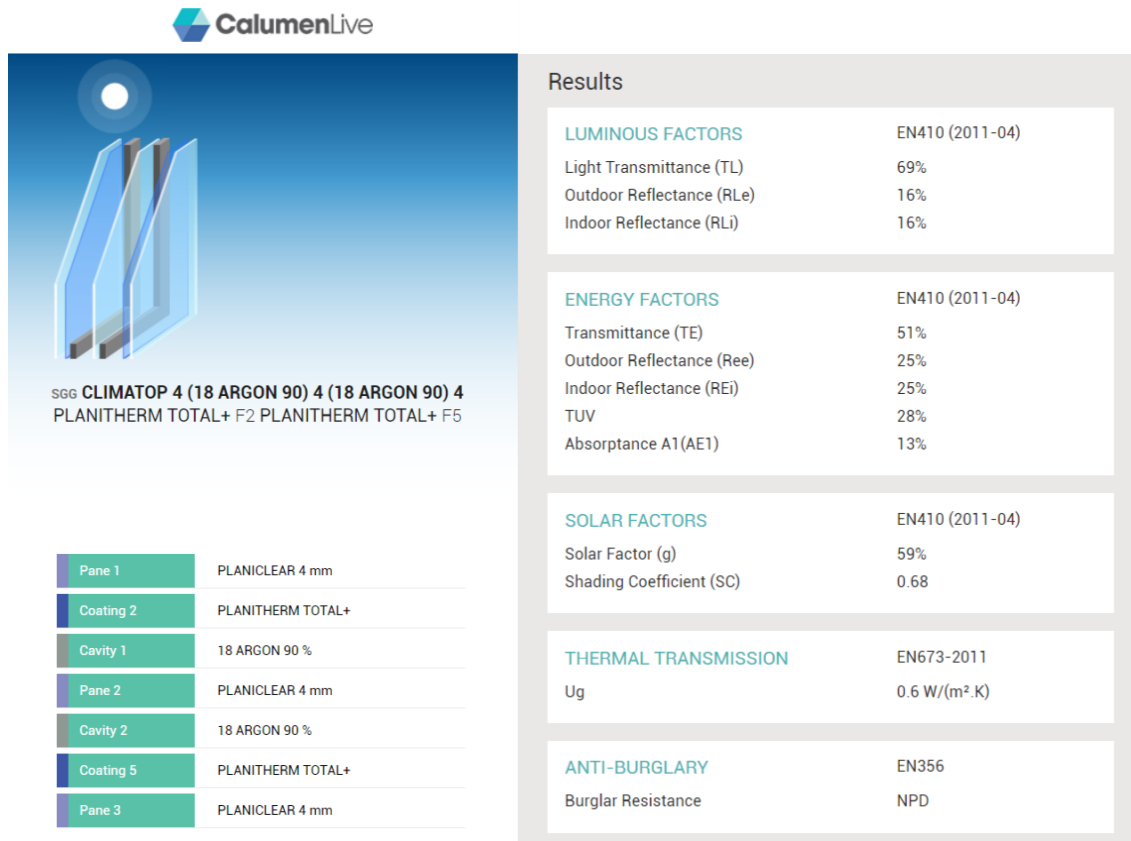 CalumenLive
SGG CLIMATOP 4 (18 ARGON 90) 4 (18 ARGON 90) 4
PLANITHERM TOTAL+ F2 PLANITHERM TOTAL+ F5
Pane 1 PLANICLEAR 4 mm
Coating 2 PLANITHERM TOTAL+
Cavity 1 18 ARGON 90 %
Pane 2 PLANICLEAR 4 mm
Cavity 2 18 ARGON 90 %
Coating 5 PLANITHERM TOTAL+
Pane 3 PLANICLEAR 4 mm
Results
LUMINOUS FACTORS EN410 (2011-04)
Light Transmittance (TL) 69%
Outdoor Reflectance (RLe) 16%
Indoor Reflectance (RLi) 16%
ENERGY FACTORS EN410 (2011-04)
Transmittance (TE) 51%
Outdoor Reflectance (Ree) 25%
Indoor Reflectance (REi) 25%
TUV 28%
Absorptance A1(AE1) 13%
SOLAR FACTORS EN410 (2011-04)
Solar Factor (g) 59%
Shading Coefficient (SC) 0.68
THERMAL TRANSMISSION EN673-2011
Ug 0.6 W/(m².K)
ANTI-BURGLARY EN356
Burglar Resistance NPD